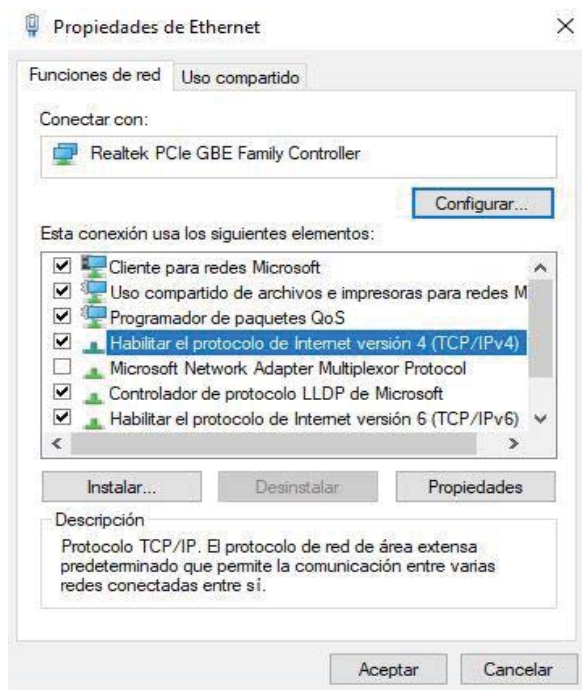 Propiedades de Ethernet
Funciones de red Uso compartido
Conectar con:
Realtek PCIe GBE Family Controller
Configurar...
Esta conexión usa los siguientes elementos:
Cliente para redes Microsoft
Uso compartido de archivos e impresoras para redes M
Programador de paquetes QoS
Habilitar el protocolo de Internet versión 4 (TCP/IPv4)
Microsoft Network Adapter Multiplexor Protocol
Controlador de protocolo LLDP de Microsoft
Habilitar el protocolo de Internet versión 6 (TCP/IPv6)
Instalar... Desinstalar Propiedades
Descripción
Protocolo TCP/IP. El protocolo de red de área extensa
predeterminado que permite la comunicación entre varias
redes conectadas entre sí.
Aceptar Cancelar